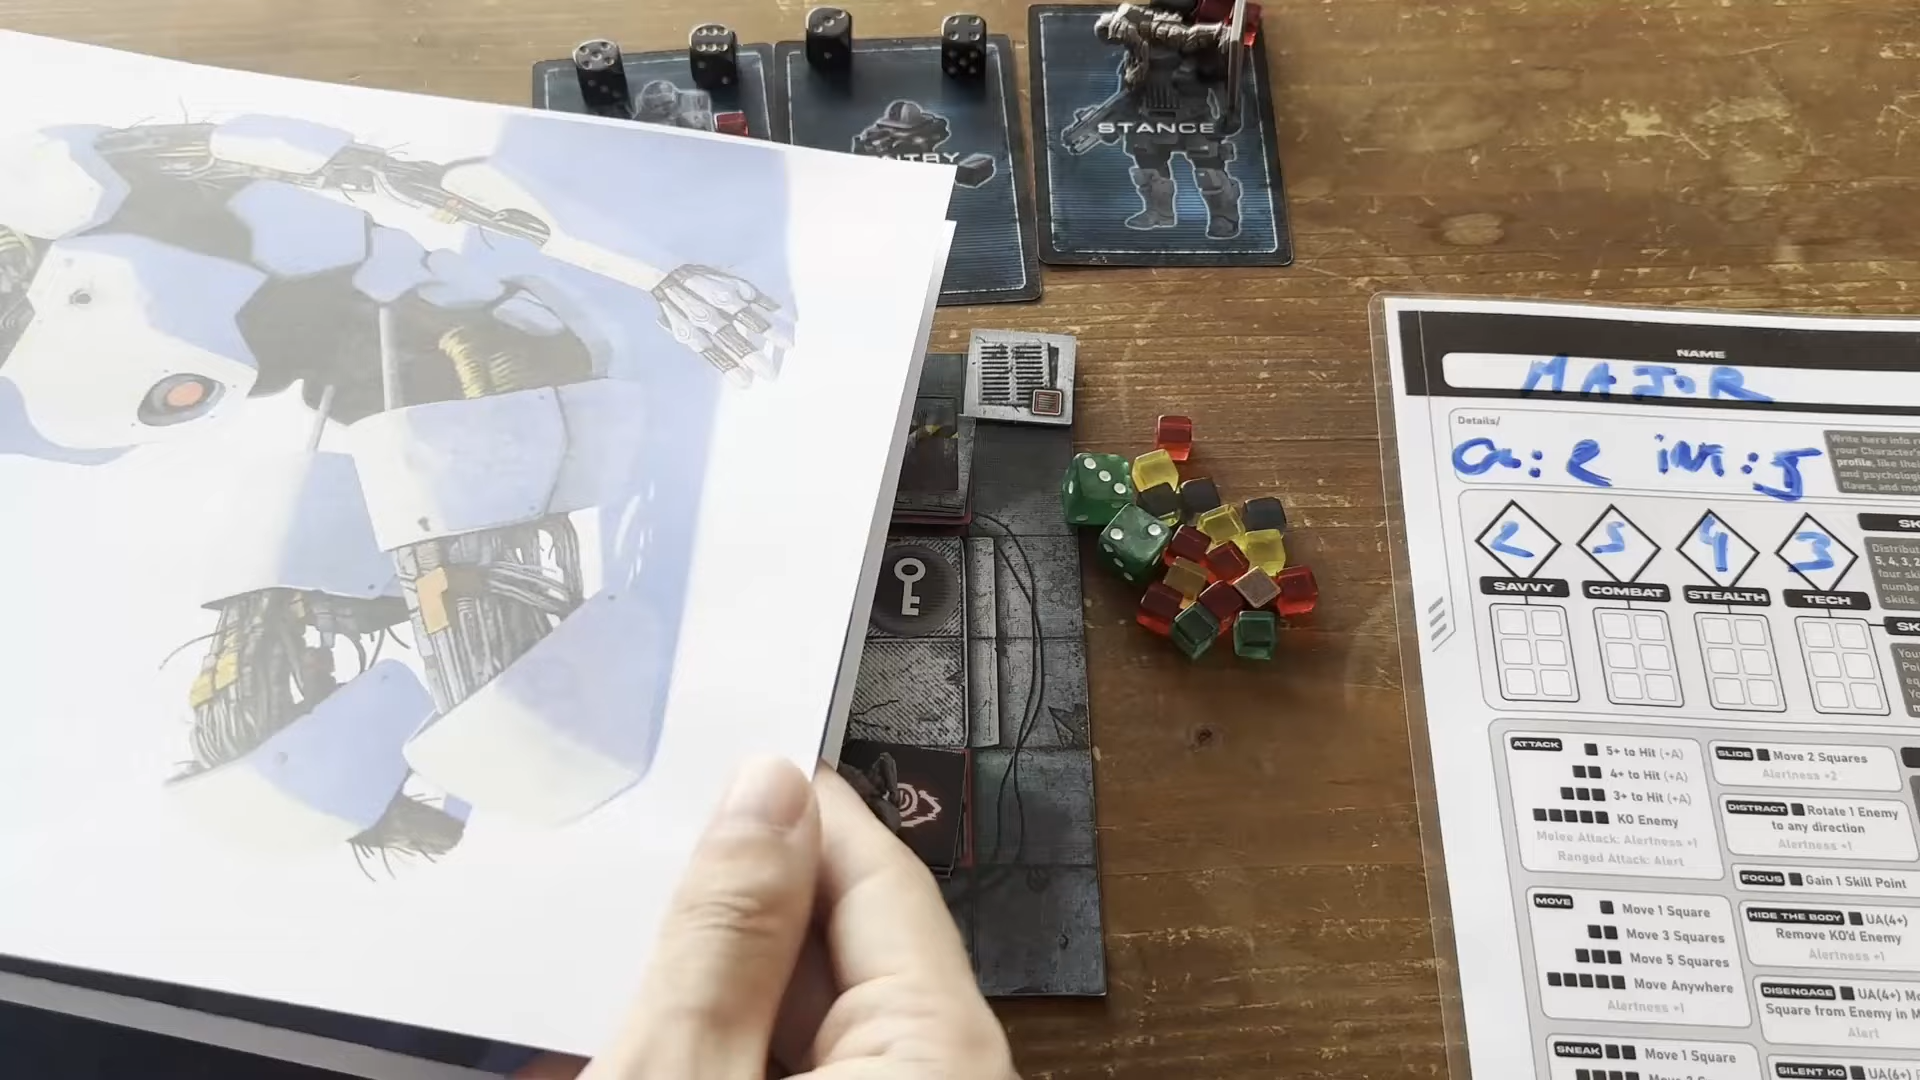 STANCE
NAME
MAJOR
Details/
SAVVY
COMBAT
STEALTH
TECH
2
5
4
3
ATTACK
5+ to Hit (+A)
4+ to Hit (+A)
3+ to Hit (+A)
KO Enemy
Melee Attack: Alertness +1
Ranged Attack: Alert
MOVE
Move 1 Square
Move 3 Squares
Move 5 Squares
Move Anywhere
Alertness +1
SNEAK Move 1 Square
SLIDE Move 2 Squares
Alertness +2
DISTRACT Rotate 1 Enemy
to any direction
Alertness +1
FOCUS Gain 1 Skill Point
HIDE THE BODY UA(4+)
Remove KO'd Enemy
Alertness +1
DISENGAGE UA(4+)
Square from Enemy in
Alert
SILENT KO UA(6+)